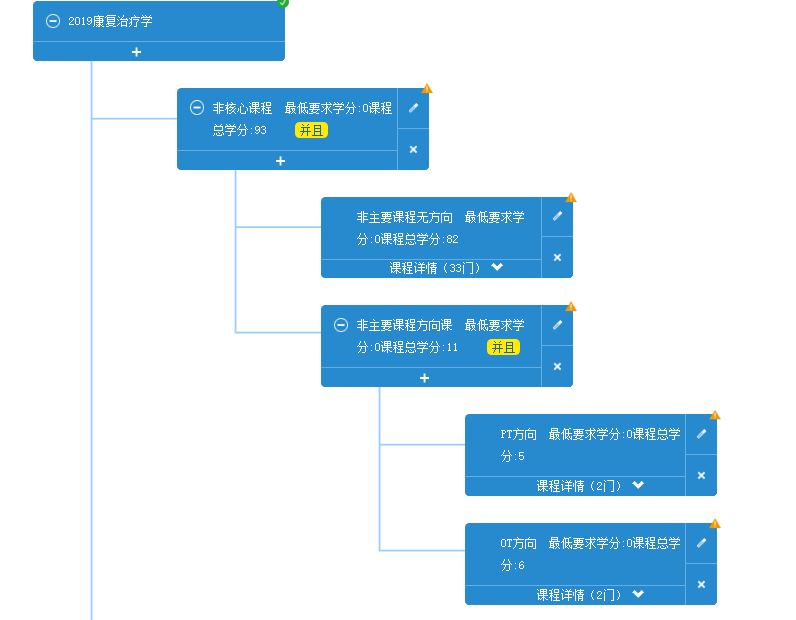 2019康复治疗学
非核心课程 最低要求学分:0课程
总学分:93 并且
非主要课程无方向 最低要求学
分:0课程总学分:82
课程详情（33门）
非主要课程方向课 最低要求学
分:0课程总学分:11 并且
PT方向 最低要求学分:0课程总学
分:5
课程详情（2门）
OT方向 最低要求学分:0课程总学
分:6
课程详情（2门）